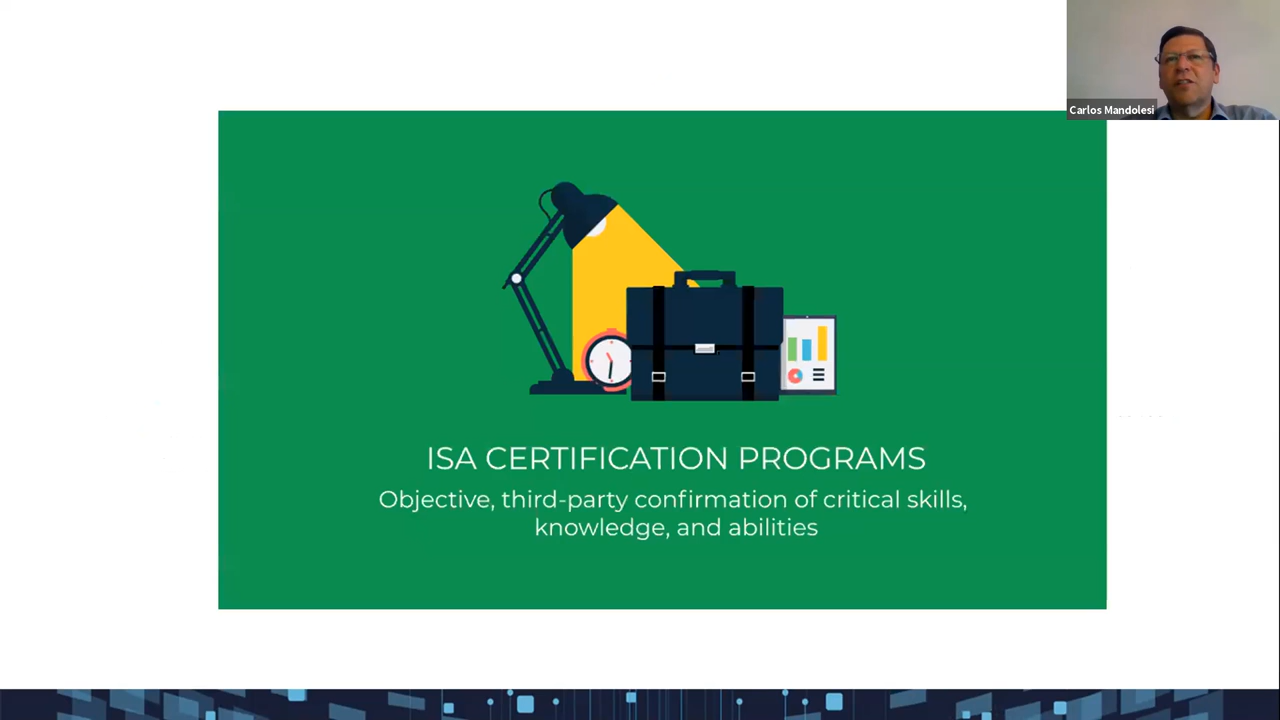 Carlos Mandolesi
ISA CERTIFICATION PROGRAMS
Objective, third-party confirmation of critical skills,
knowledge, and abilities